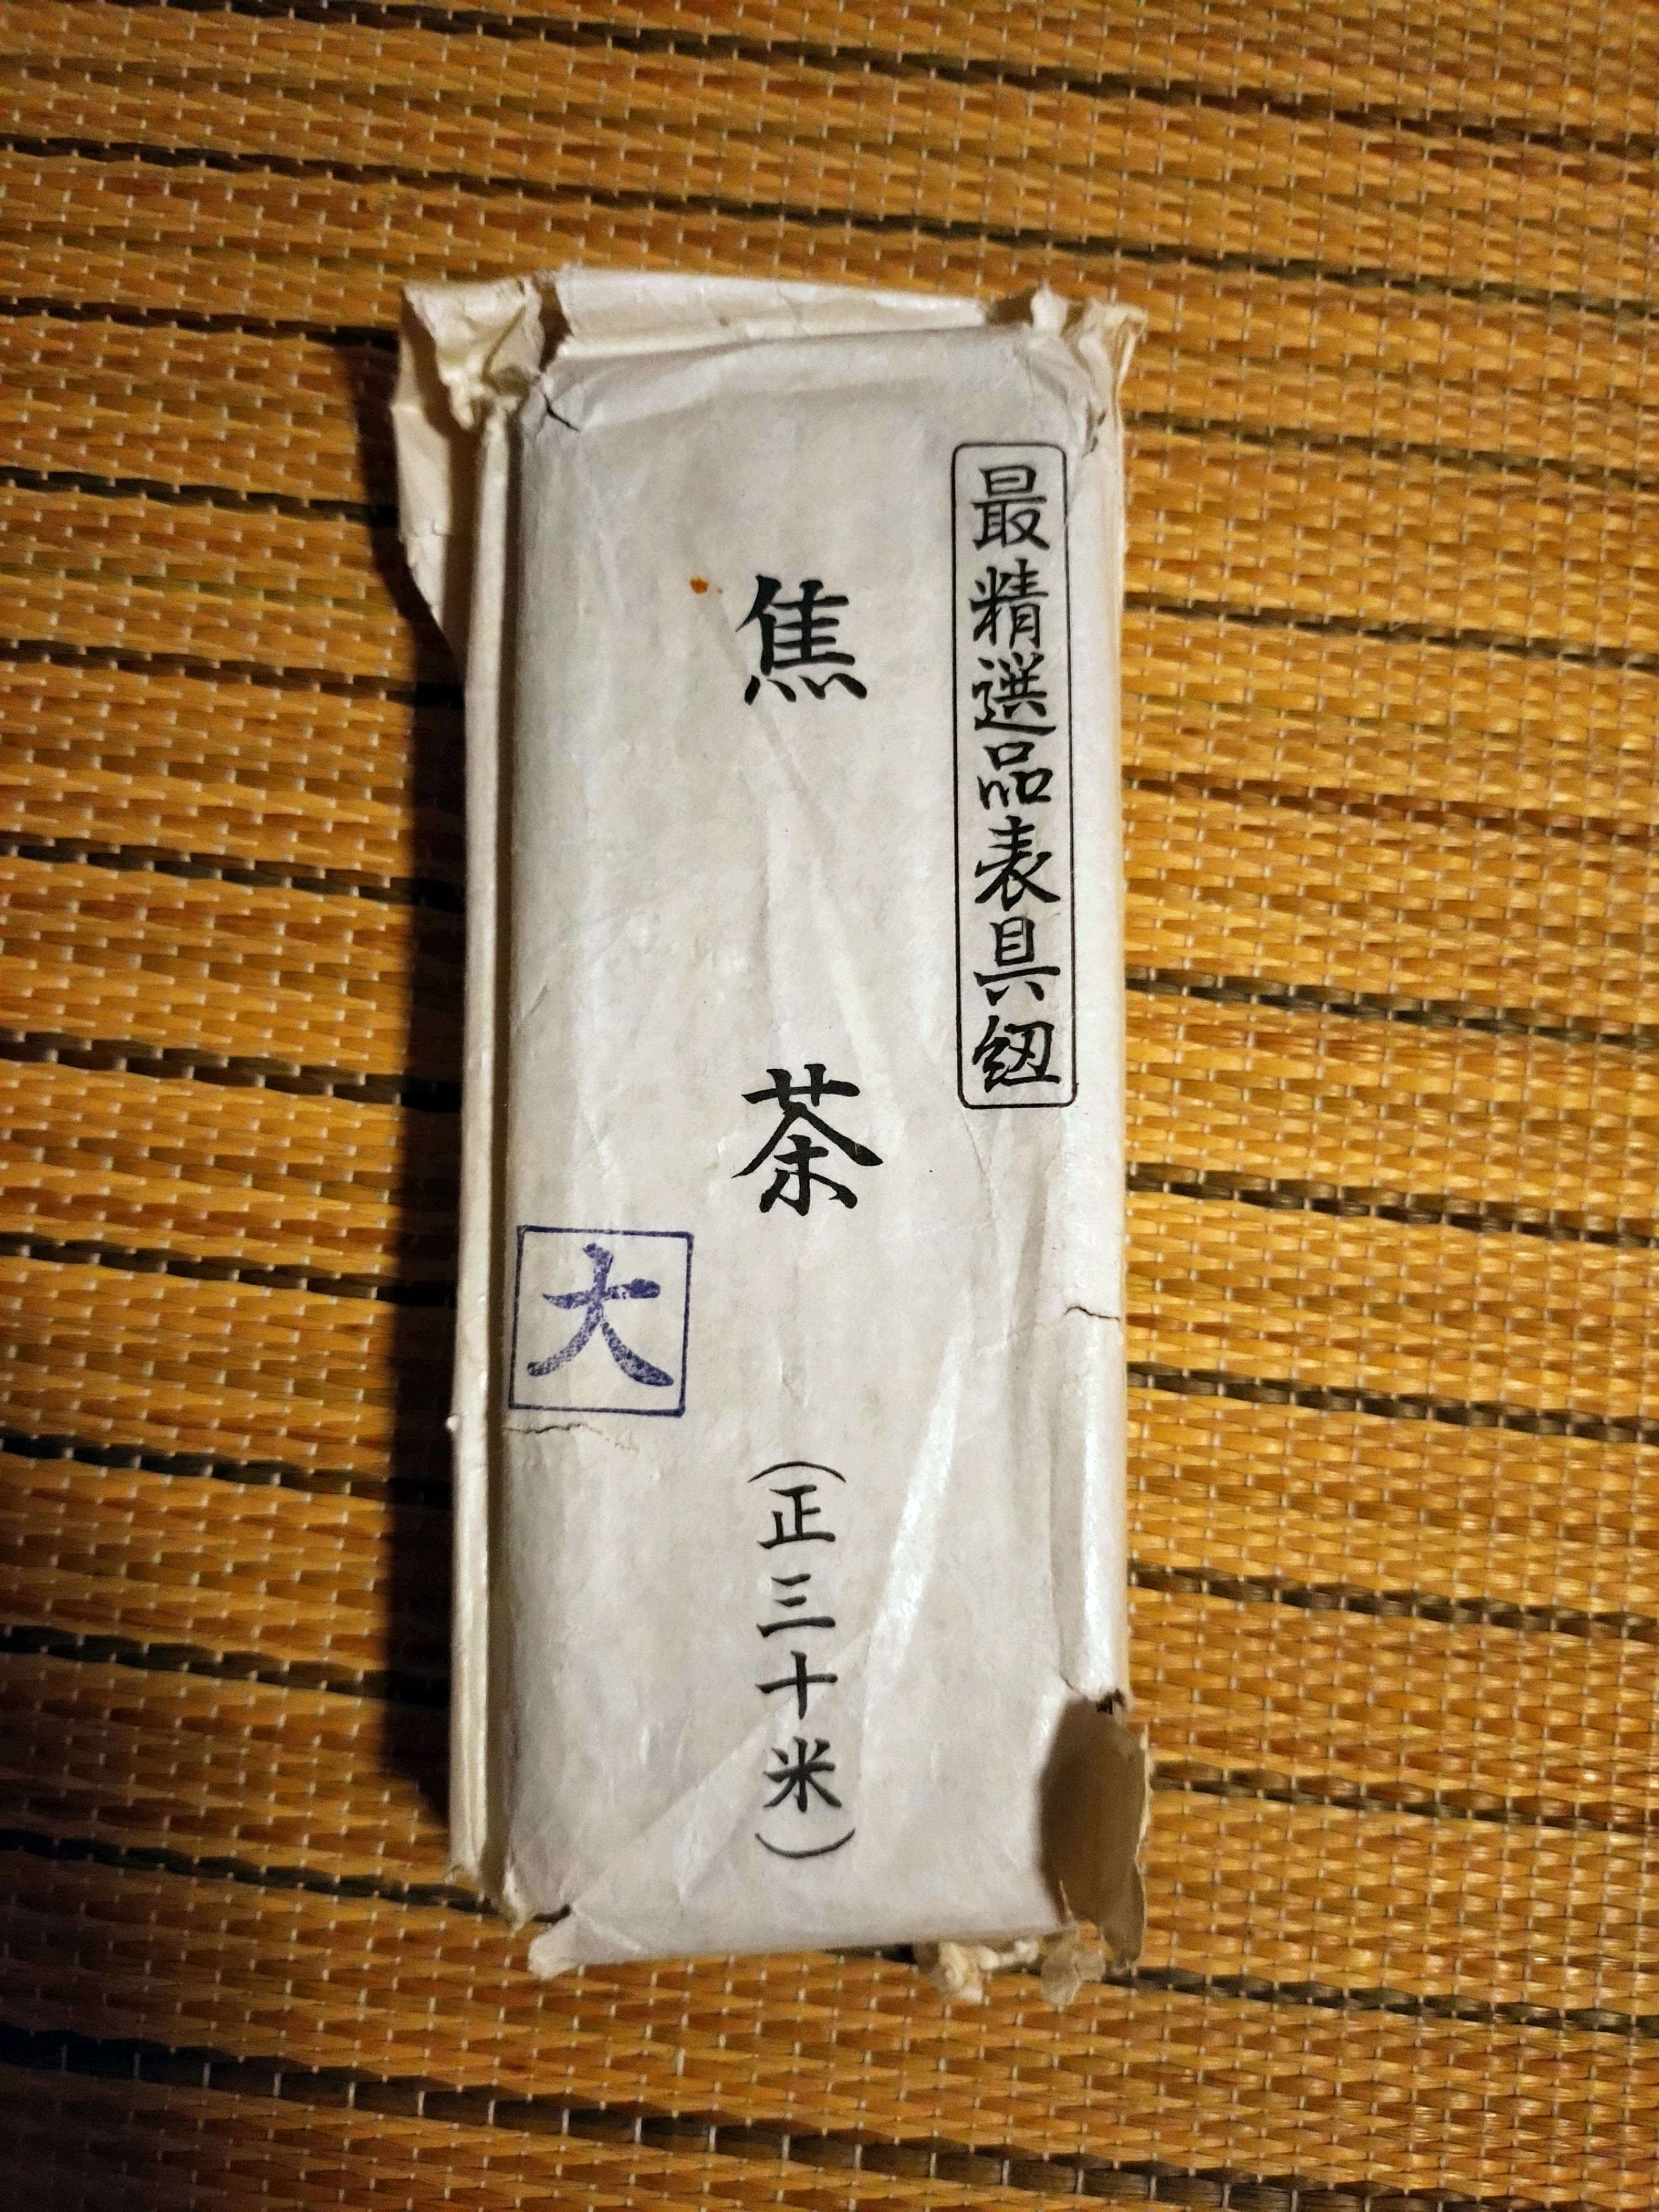 最精選品表具紐
焦茶
(正三十米)
大